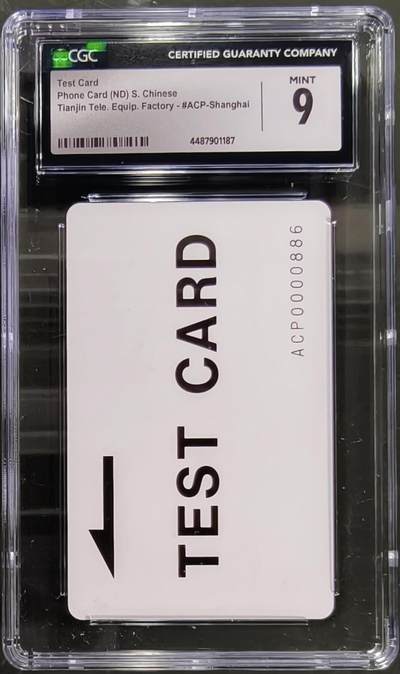 CGC CERTIFIED GUARANTY COMPANY
Test Card
Phone Card (ND) S. Chinese
Tianjin Tele. Equip. Factory - #ACP-Shanghai
MINT
9
4487901187
TEST CARD
ACP0000886